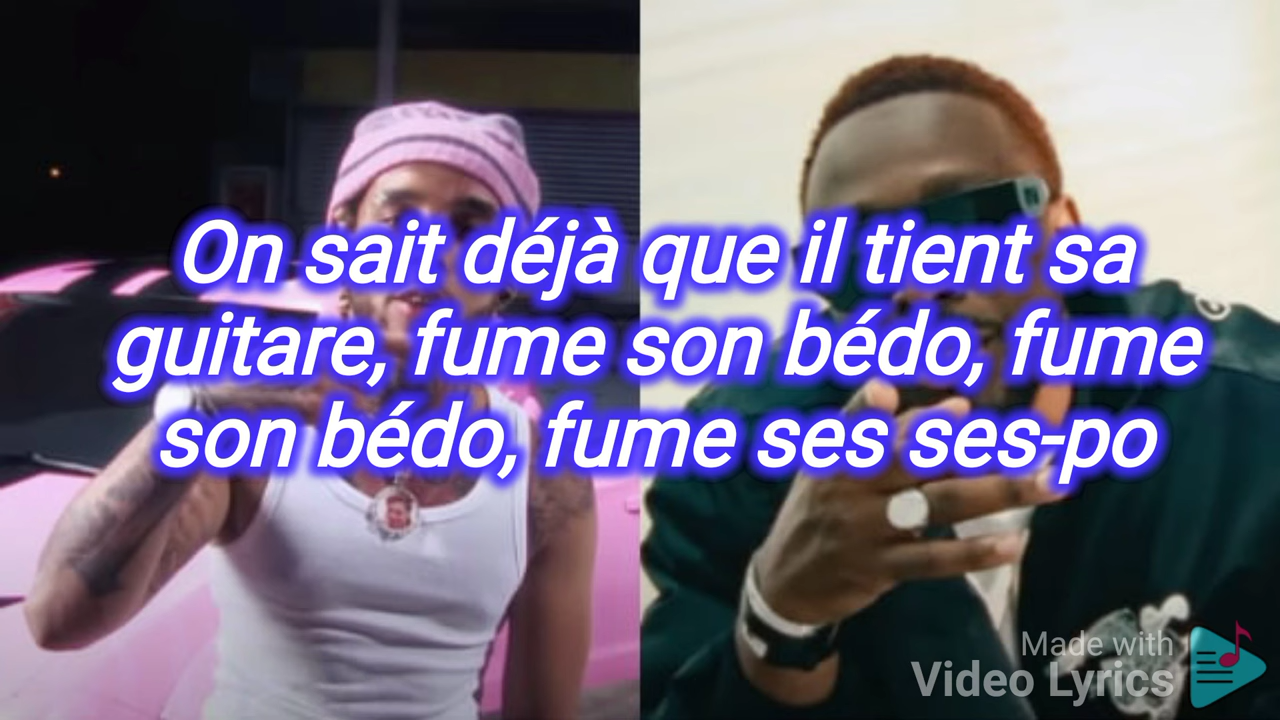 On sait déjà que il tient sa
guitare, fume son bédo, fume
son bédo, fume ses ses-po
Made with
Video Lyrics